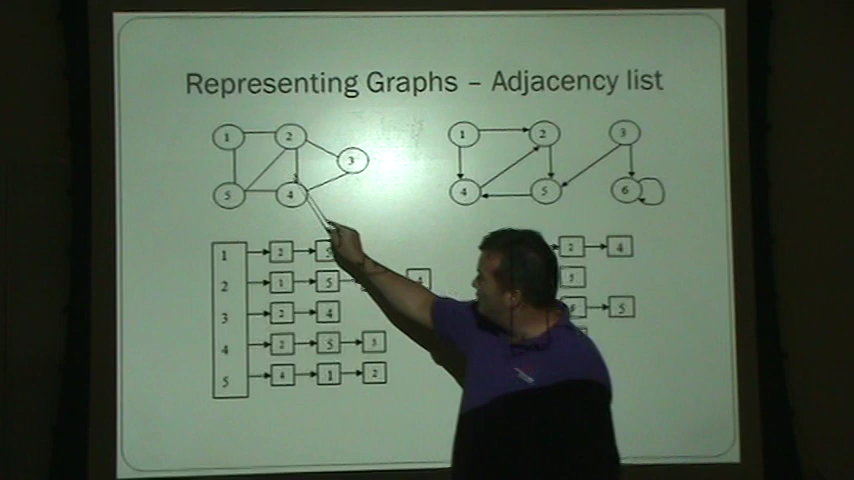 Representing Graphs – Adjacency list
1 2 3
5 4
1 2 3
4 5 6
1 2 5
2 1 5 4
3 2 4
4 2 5 3
5 4 1 2
2 4
5
6 5